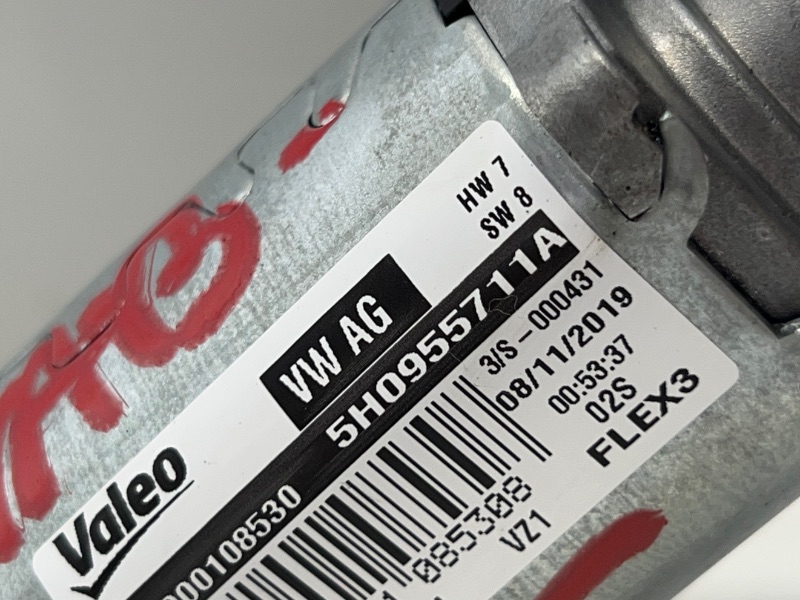 HW 7
SW 8
VW AG
5H0955711A
3/S - 000431
08/11/2019
00:53:37
02S
FLEX3
Valeo
000108530
085308
VZ1